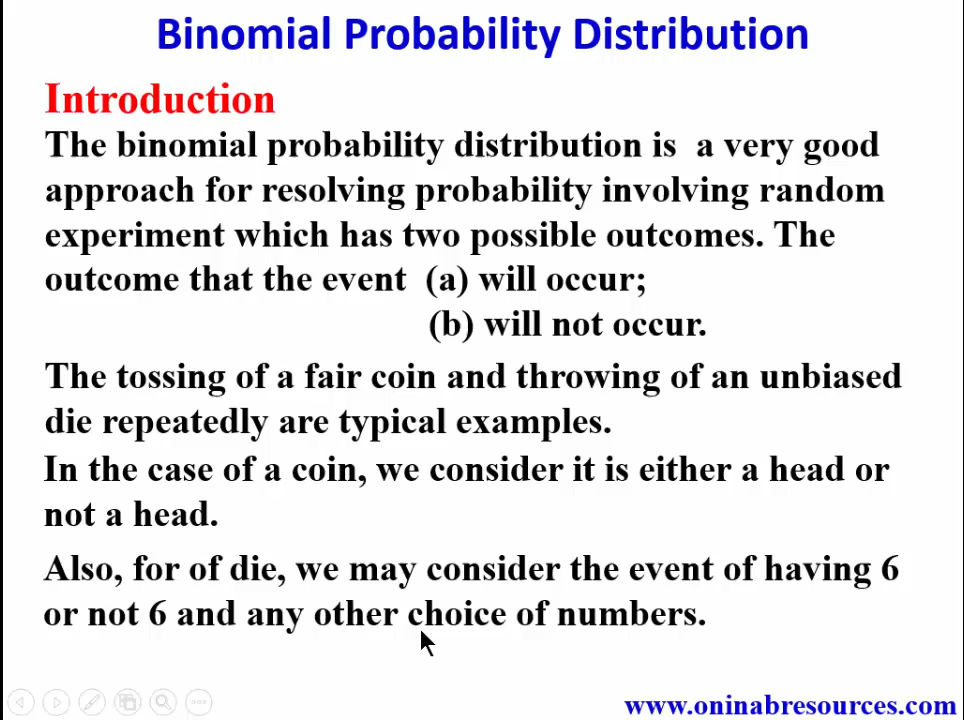 Binomial Probability Distribution
Introduction
The binomial probability distribution is a very good
approach for resolving probability involving random
experiment which has two possible outcomes. The
outcome that the event (a) will occur;
(b) will not occur.
The tossing of a fair coin and throwing of an unbiased
die repeatedly are typical examples.
In the case of a coin, we consider it is either a head or
not a head.
Also, for of die, we may consider the event of having 6
or not 6 and any other choice of numbers.
www.oninabresources.com